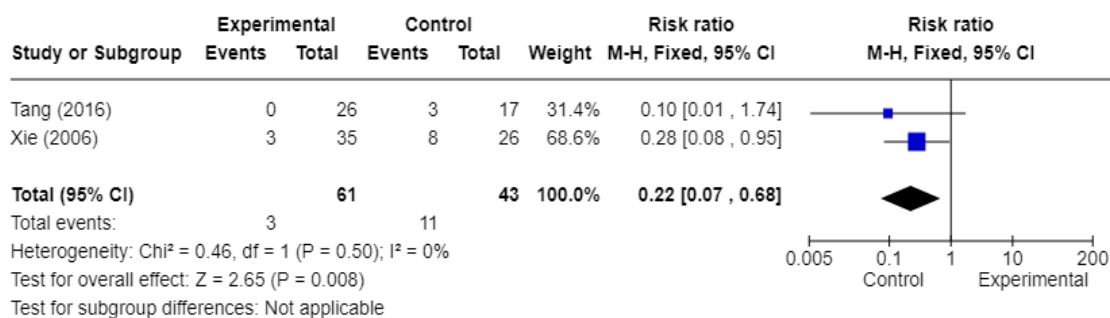 Experimental Control Risk ratio Risk ratio
Study or Subgroup Events Total Events Total Weight M-H, Fixed, 95% CI M-H, Fixed, 95% CI
Tang (2016) 0 26 3 17 31.4% 0.10 [0.01 , 1.74]
Xie (2006) 3 35 8 26 68.6% 0.28 [0.08 , 0.95]
Total (95% CI) 61 43 100.0% 0.22 [0.07 , 0.68]
Total events: 3 11
Heterogeneity: Chi² = 0.46, df = 1 (P = 0.50); I² = 0%
Test for overall effect: Z = 2.65 (P = 0.008)
Test for subgroup differences: Not applicable
0.005 0.1 1 10 200
Control Experimental